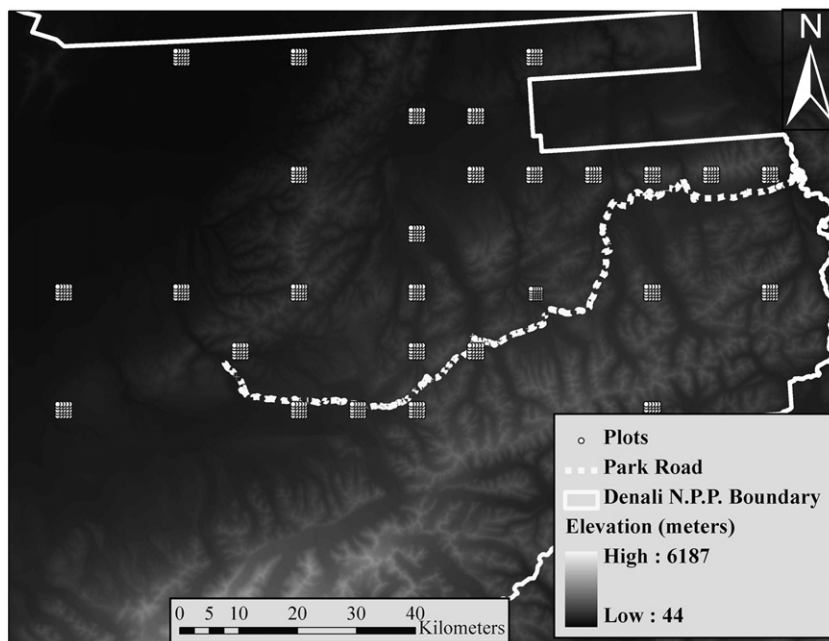 N
Plots
Park Road
Denali N.P.P. Boundary
Elevation (meters)
High : 6187
Low : 44
0 5 10 20 30 40
Kilometers